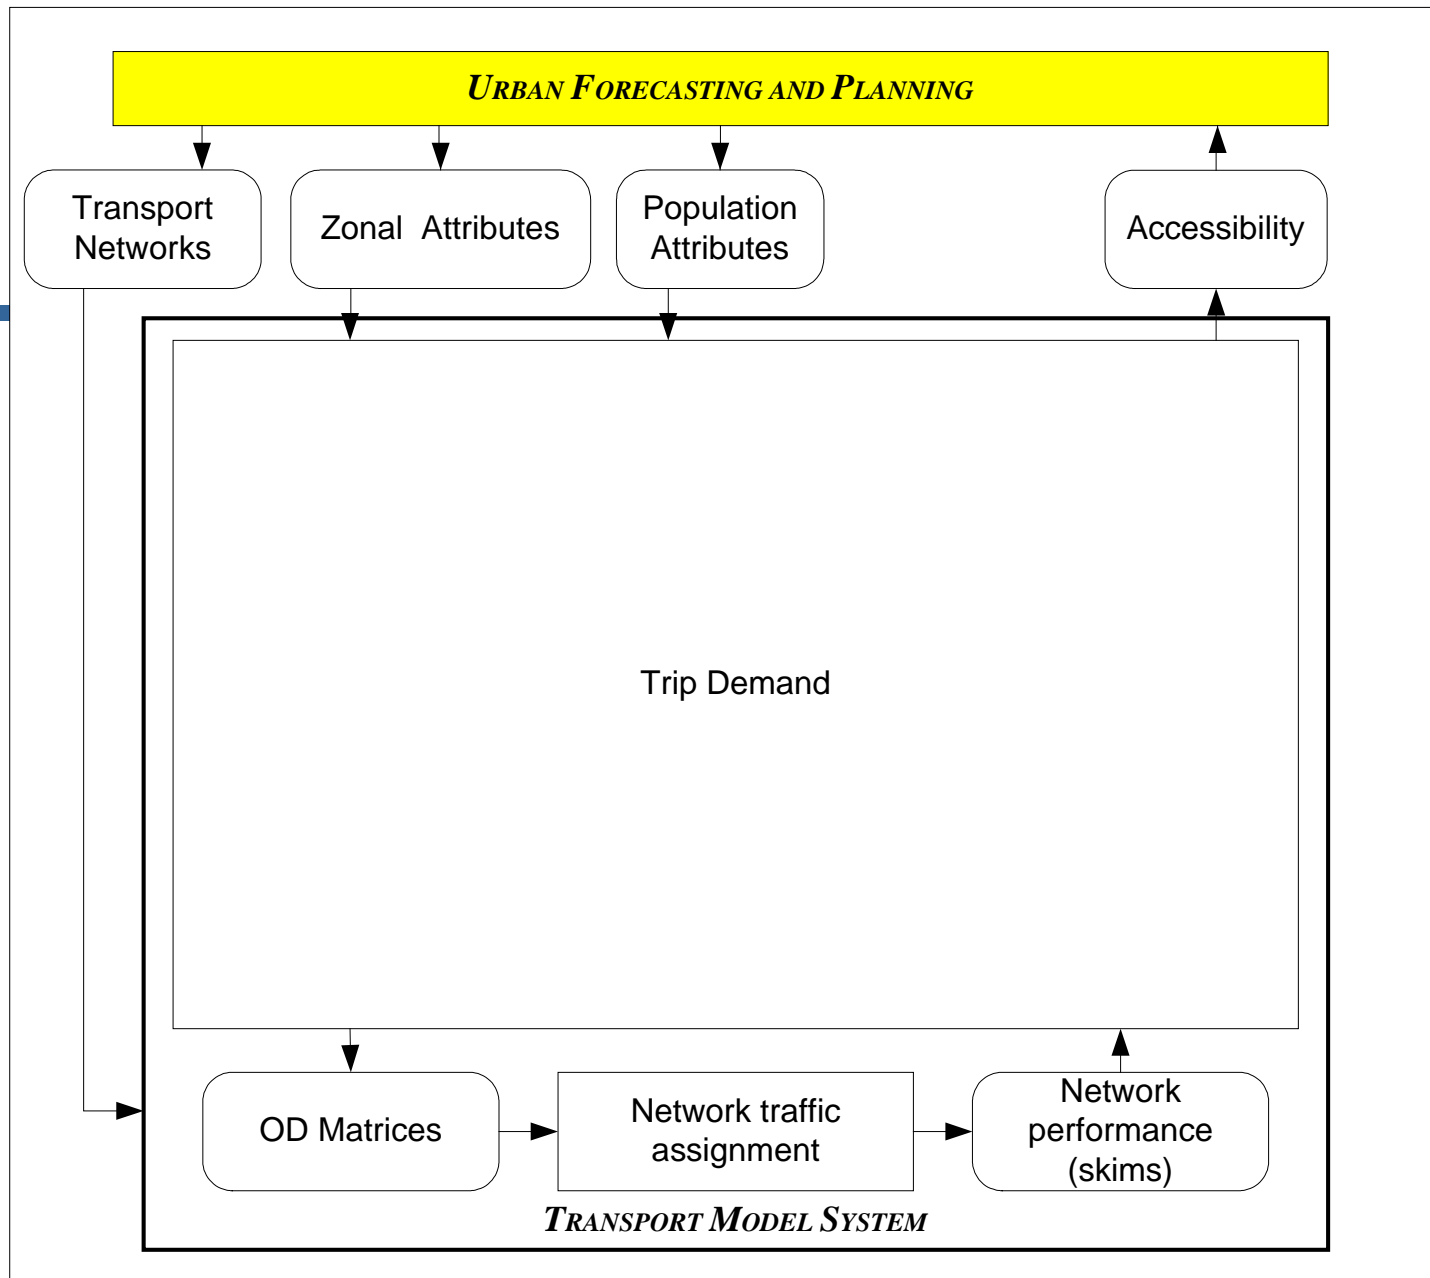 URBAN FORECASTING AND PLANNING
Transport
Networks
Zonal Attributes
Population
Attributes
Accessibility
Trip Demand
OD Matrices
Network traffic
assignment
Network
performance
(skims)
TRANSPORT MODEL SYSTEM